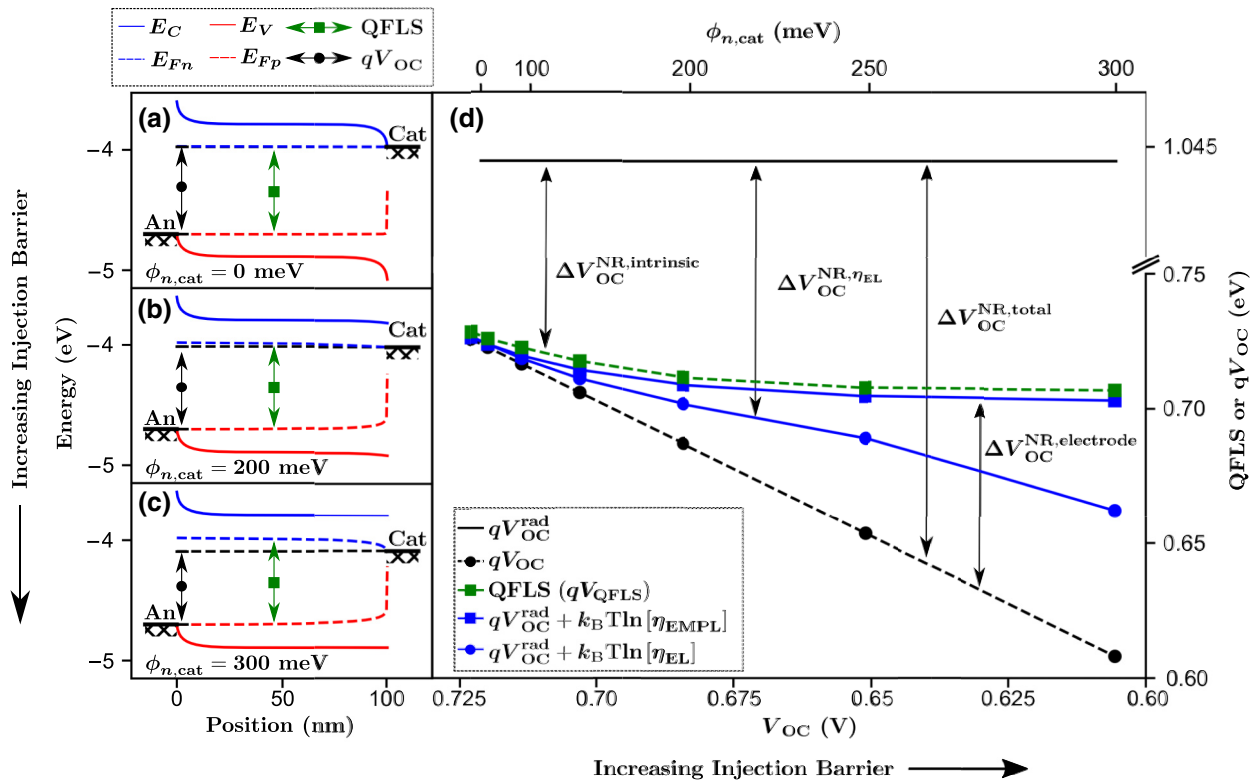 E_C E_V QFLS
E_Fn E_Fp qV_OC
ϕ_n,cat (meV)
0 100 200 250 300
(a)
Cat
An
ϕ_n,cat = 0 meV
(b)
Cat
An
ϕ_n,cat = 200 meV
(c)
Cat
An
ϕ_n,cat = 300 meV
−4
−5
−4
−5
−4
−5
Energy (eV)
Increasing Injection Barrier
0 50 100
Position (nm)
(d)
ΔV_OC^NR,intrinsic
ΔV_OC^NR,η_EL
ΔV_OC^NR,total
ΔV_OC^NR,electrode
qV_OC^rad
qV_OC
QFLS (qV_QFLS)
qV_OC^rad + k_B Tln[η_EMPL]
qV_OC^rad + k_B Tln[η_EL]
1.045
0.75
0.70
0.65
0.60
QFLS or qV_OC (eV)
0.725 0.70 0.675 0.65 0.625 0.60
V_OC (V)
Increasing Injection Barrier